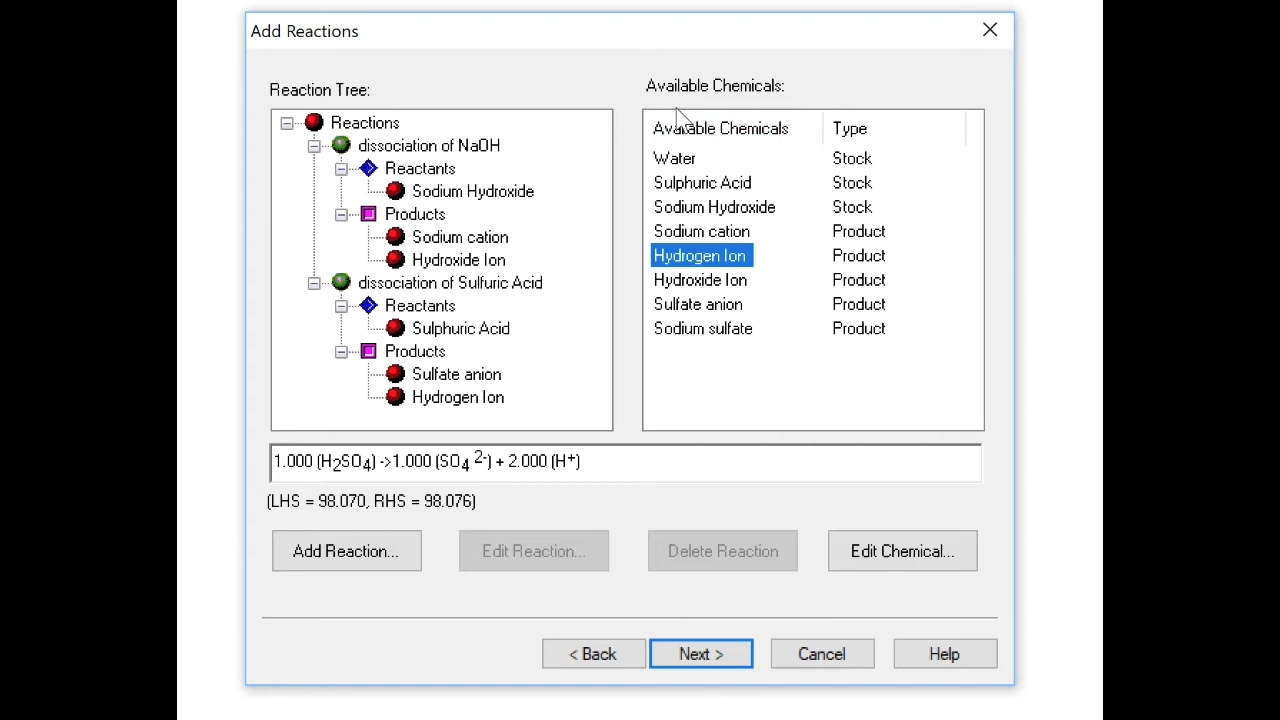 Add Reactions
Reaction Tree:
Available Chemicals:
Reactions
dissociation of NaOH
Reactants
Sodium Hydroxide
Products
Sodium cation
Hydroxide Ion
dissociation of Sulfuric Acid
Reactants
Sulphuric Acid
Products
Sulfate anion
Hydrogen Ion
Available Chemicals Type
Water Stock
Sulphuric Acid Stock
Sodium Hydroxide Stock
Sodium cation Product
Hydrogen Ion Product
Hydroxide Ion Product
Sulfate anion Product
Sodium sulfate Product
1.000 (H₂SO₄) ->1.000 (SO₄ ²⁻) + 2.000 (H⁺)
(LHS = 98.070, RHS = 98.076)
Add Reaction... Edit Reaction... Delete Reaction Edit Chemical...
< Back Next > Cancel Help